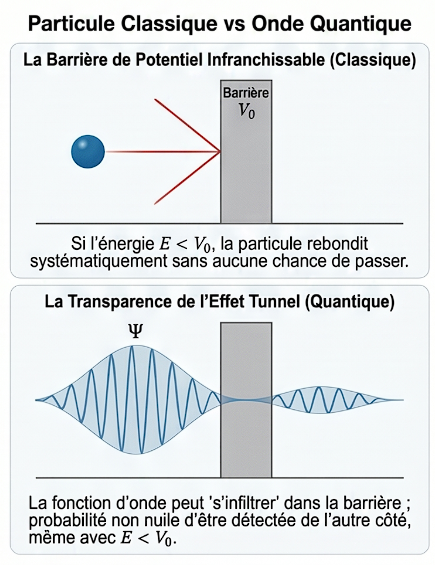 Particule Classique vs Onde Quantique
La Barrière de Potentiel Infranchissable (Classique)
Barrière
V₀
Si l'énergie E < V₀, la particule rebondit
systématiquement sans aucune chance de passer.
La Transparence de l'Effet Tunnel (Quantique)
Ψ
La fonction d'onde peut 's'infiltrer' dans la barrière ;
probabilité non nuile d'être détectée de l'autre côté,
même avec E < V₀.